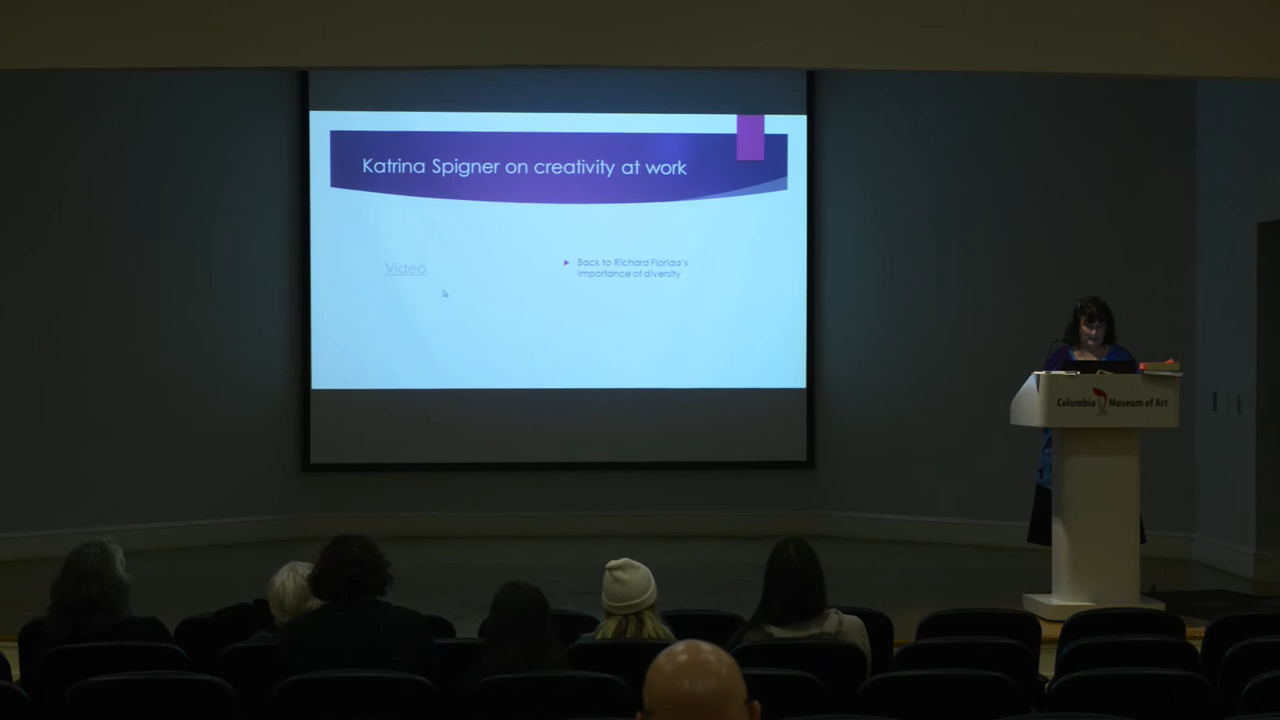 Katrina Spigner on creativity at work
Video
Back to Richard Florida's
importance of diversity
Columbia Museum of Art